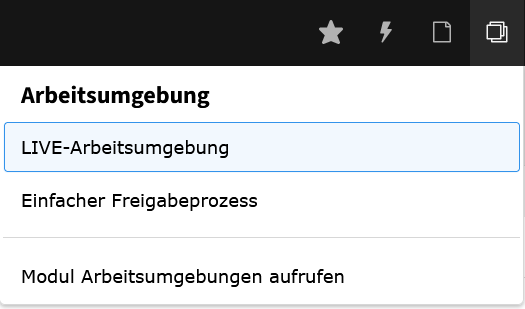 Arbeitsumgebung
LIVE-Arbeitsumgebung
Einfacher Freigabeprozess
Modul Arbeitsumgebungen aufrufen